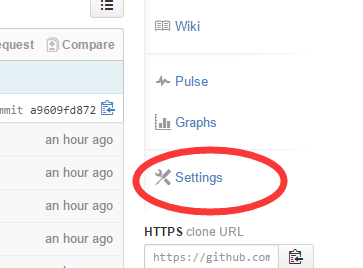 equest Compare
mmit a9609fd872
an hour ago
an hour ago
an hour ago
an hour ago
an hour ago
Wiki
Pulse
Graphs
Settings
HTTPS clone URL
https://github.com